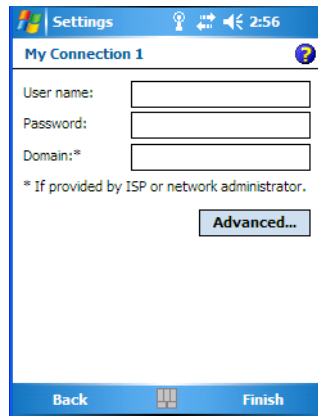 Settings 2:56
My Connection 1
User name:
Password:
Domain:*
* If provided by ISP or network administrator.
Advanced...
Back Finish